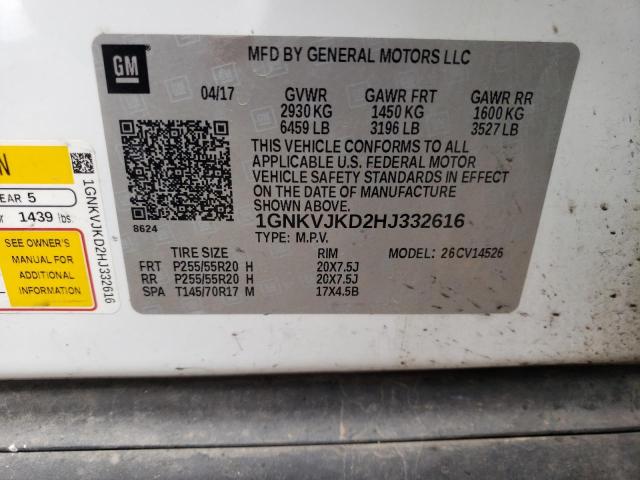 GM
MFD BY GENERAL MOTORS LLC
04/17 GVWR GAWR FRT GAWR RR
2930 KG 1450 KG 1600 KG
6459 LB 3196 LB 3527 LB
THIS VEHICLE CONFORMS TO ALL
APPLICABLE U.S. FEDERAL MOTOR
VEHICLE SAFETY STANDARDS IN EFFECT
ON THE DATE OF MANUFACTURE
SHOWN ABOVE.
8624
1GNKVJKD2HJ332616
TYPE: M.P.V. MODEL: 26CV14526
TIRE SIZE RIM
FRT P255/55R20 H 20X7.5J
RR P255/55R20 H 20X7.5J
SPA T145/70R17 M 17X4.5B
5
1439 lbs.
SEE OWNER'S
MANUAL FOR
ADDITIONAL
INFORMATION
1GNKVJKD2HJ332616